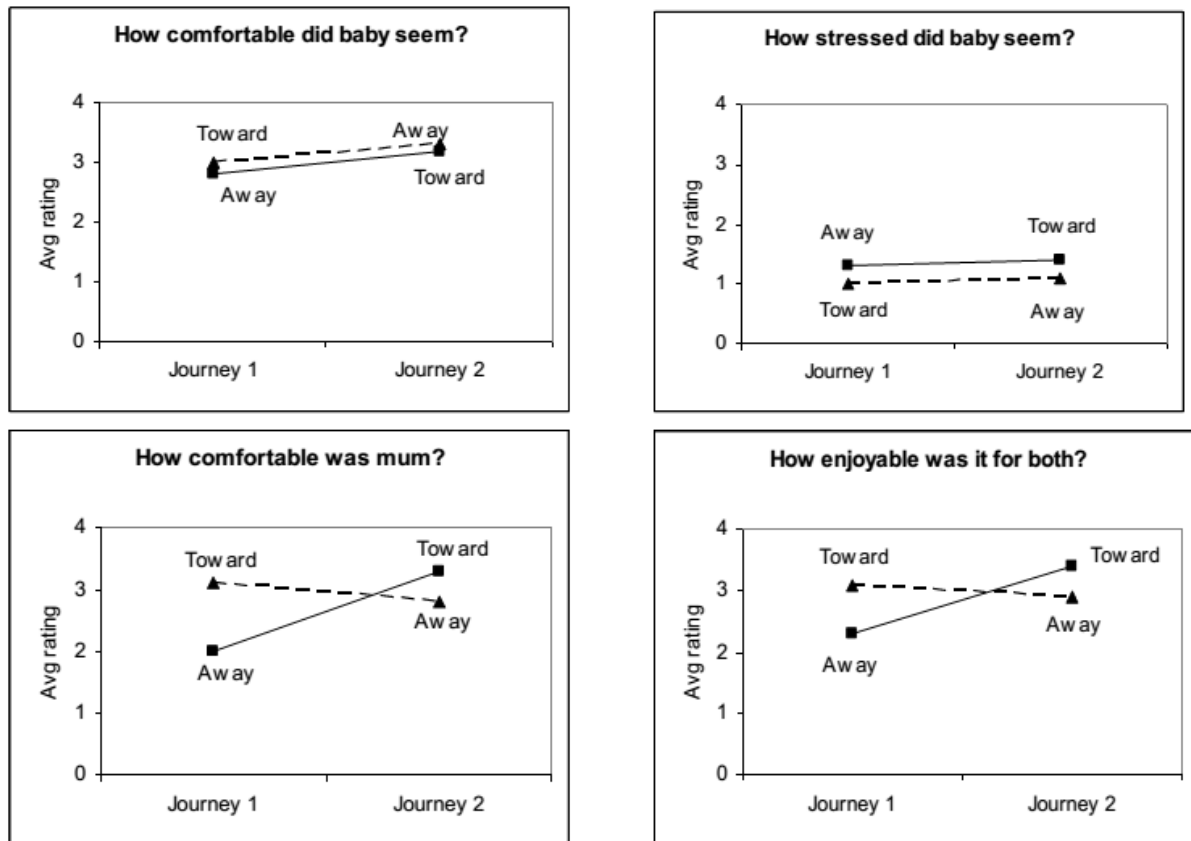 How comfortable did baby seem?
4
3
2
1
0
Avg rating
Toward
Away
Away
Toward
Journey 1
Journey 2
How stressed did baby seem?
4
3
2
1
0
Avg rating
Away
Toward
Toward
Away
Journey 1
Journey 2
How comfortable was mum?
4
3
2
1
0
Avg rating
Toward
Toward
Away
Away
Journey 1
Journey 2
How enjoyable was it for both?
4
3
2
1
0
Avg rating
Toward
Toward
Away
Away
Journey 1
Journey 2